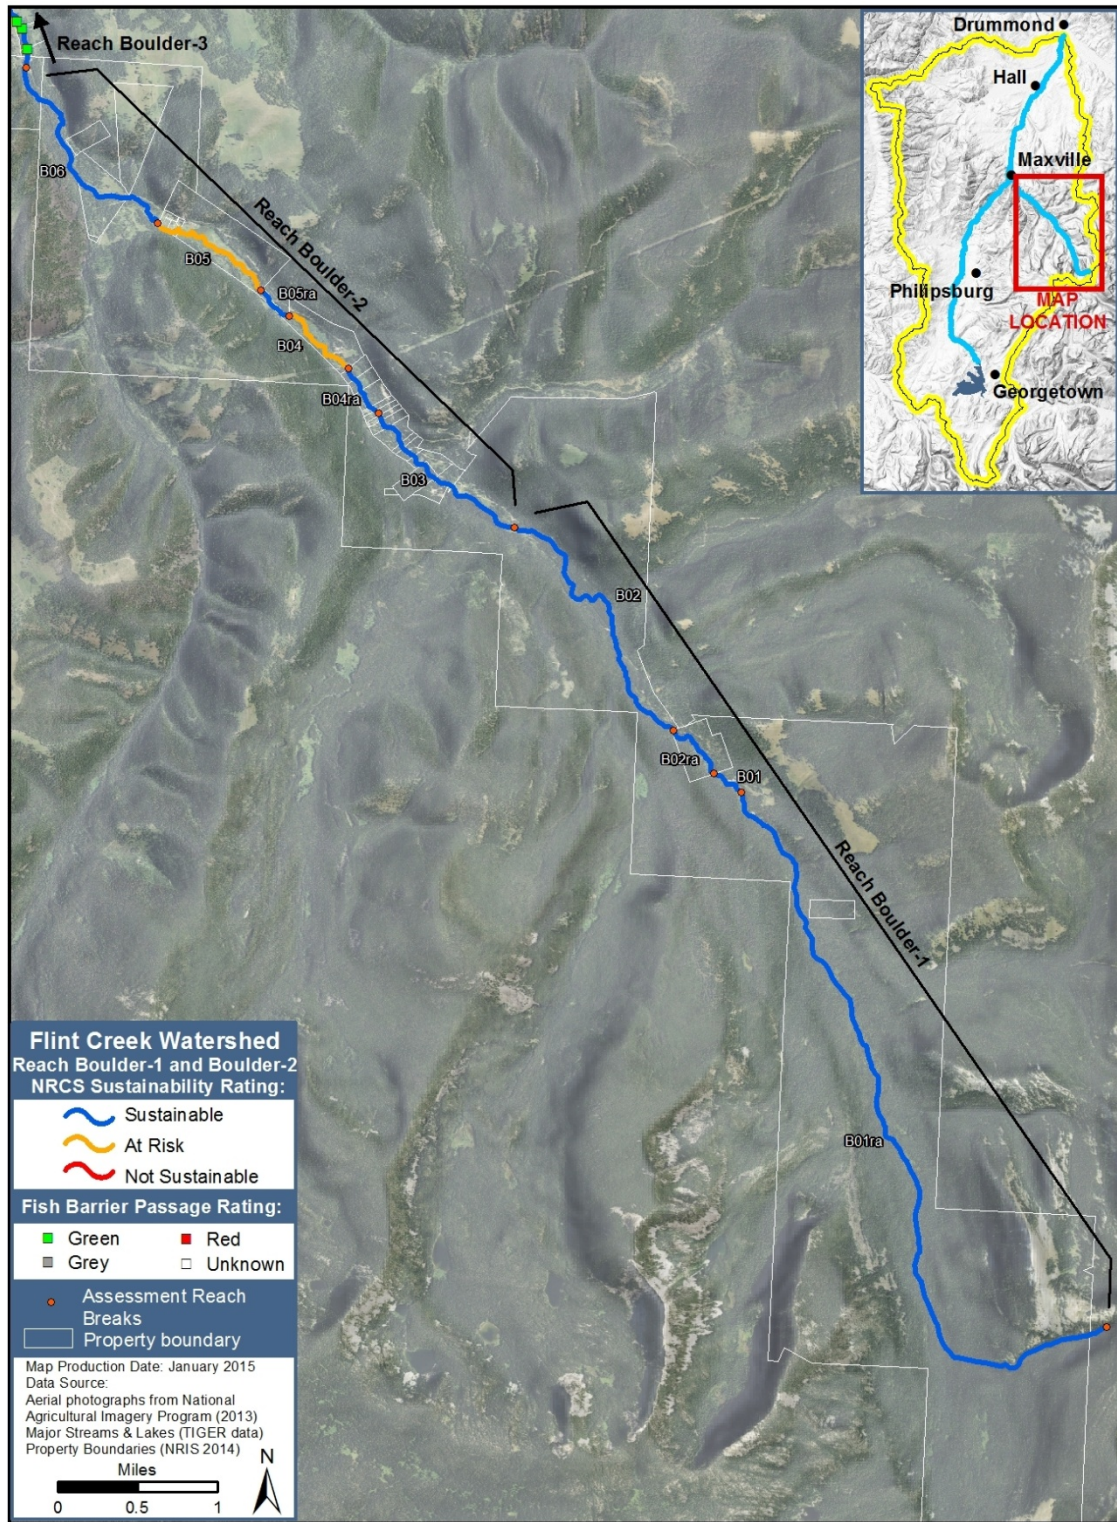 Reach Boulder-3
B06
B05
Reach Boulder-2
B05ra
B04
B04ra
B03
B02
B02ra
B01
Reach Boulder-1
B01ra
Drummond
Hall
Maxville
Philipsburg
MAP
LOCATION
Georgetown
Flint Creek Watershed
Reach Boulder-1 and Boulder-2
NRCS Sustainability Rating:
Sustainable
At Risk
Not Sustainable
Fish Barrier Passage Rating:
Green Red
Grey Unknown
Assessment Reach
Breaks
Property boundary
Map Production Date: January 2015
Data Source:
Aerial photographs from National
Agricultural Imagery Program (2013)
Major Streams & Lakes (TIGER data)
Property Boundaries (NRIS 2014)
Miles
0 0.5 1
N